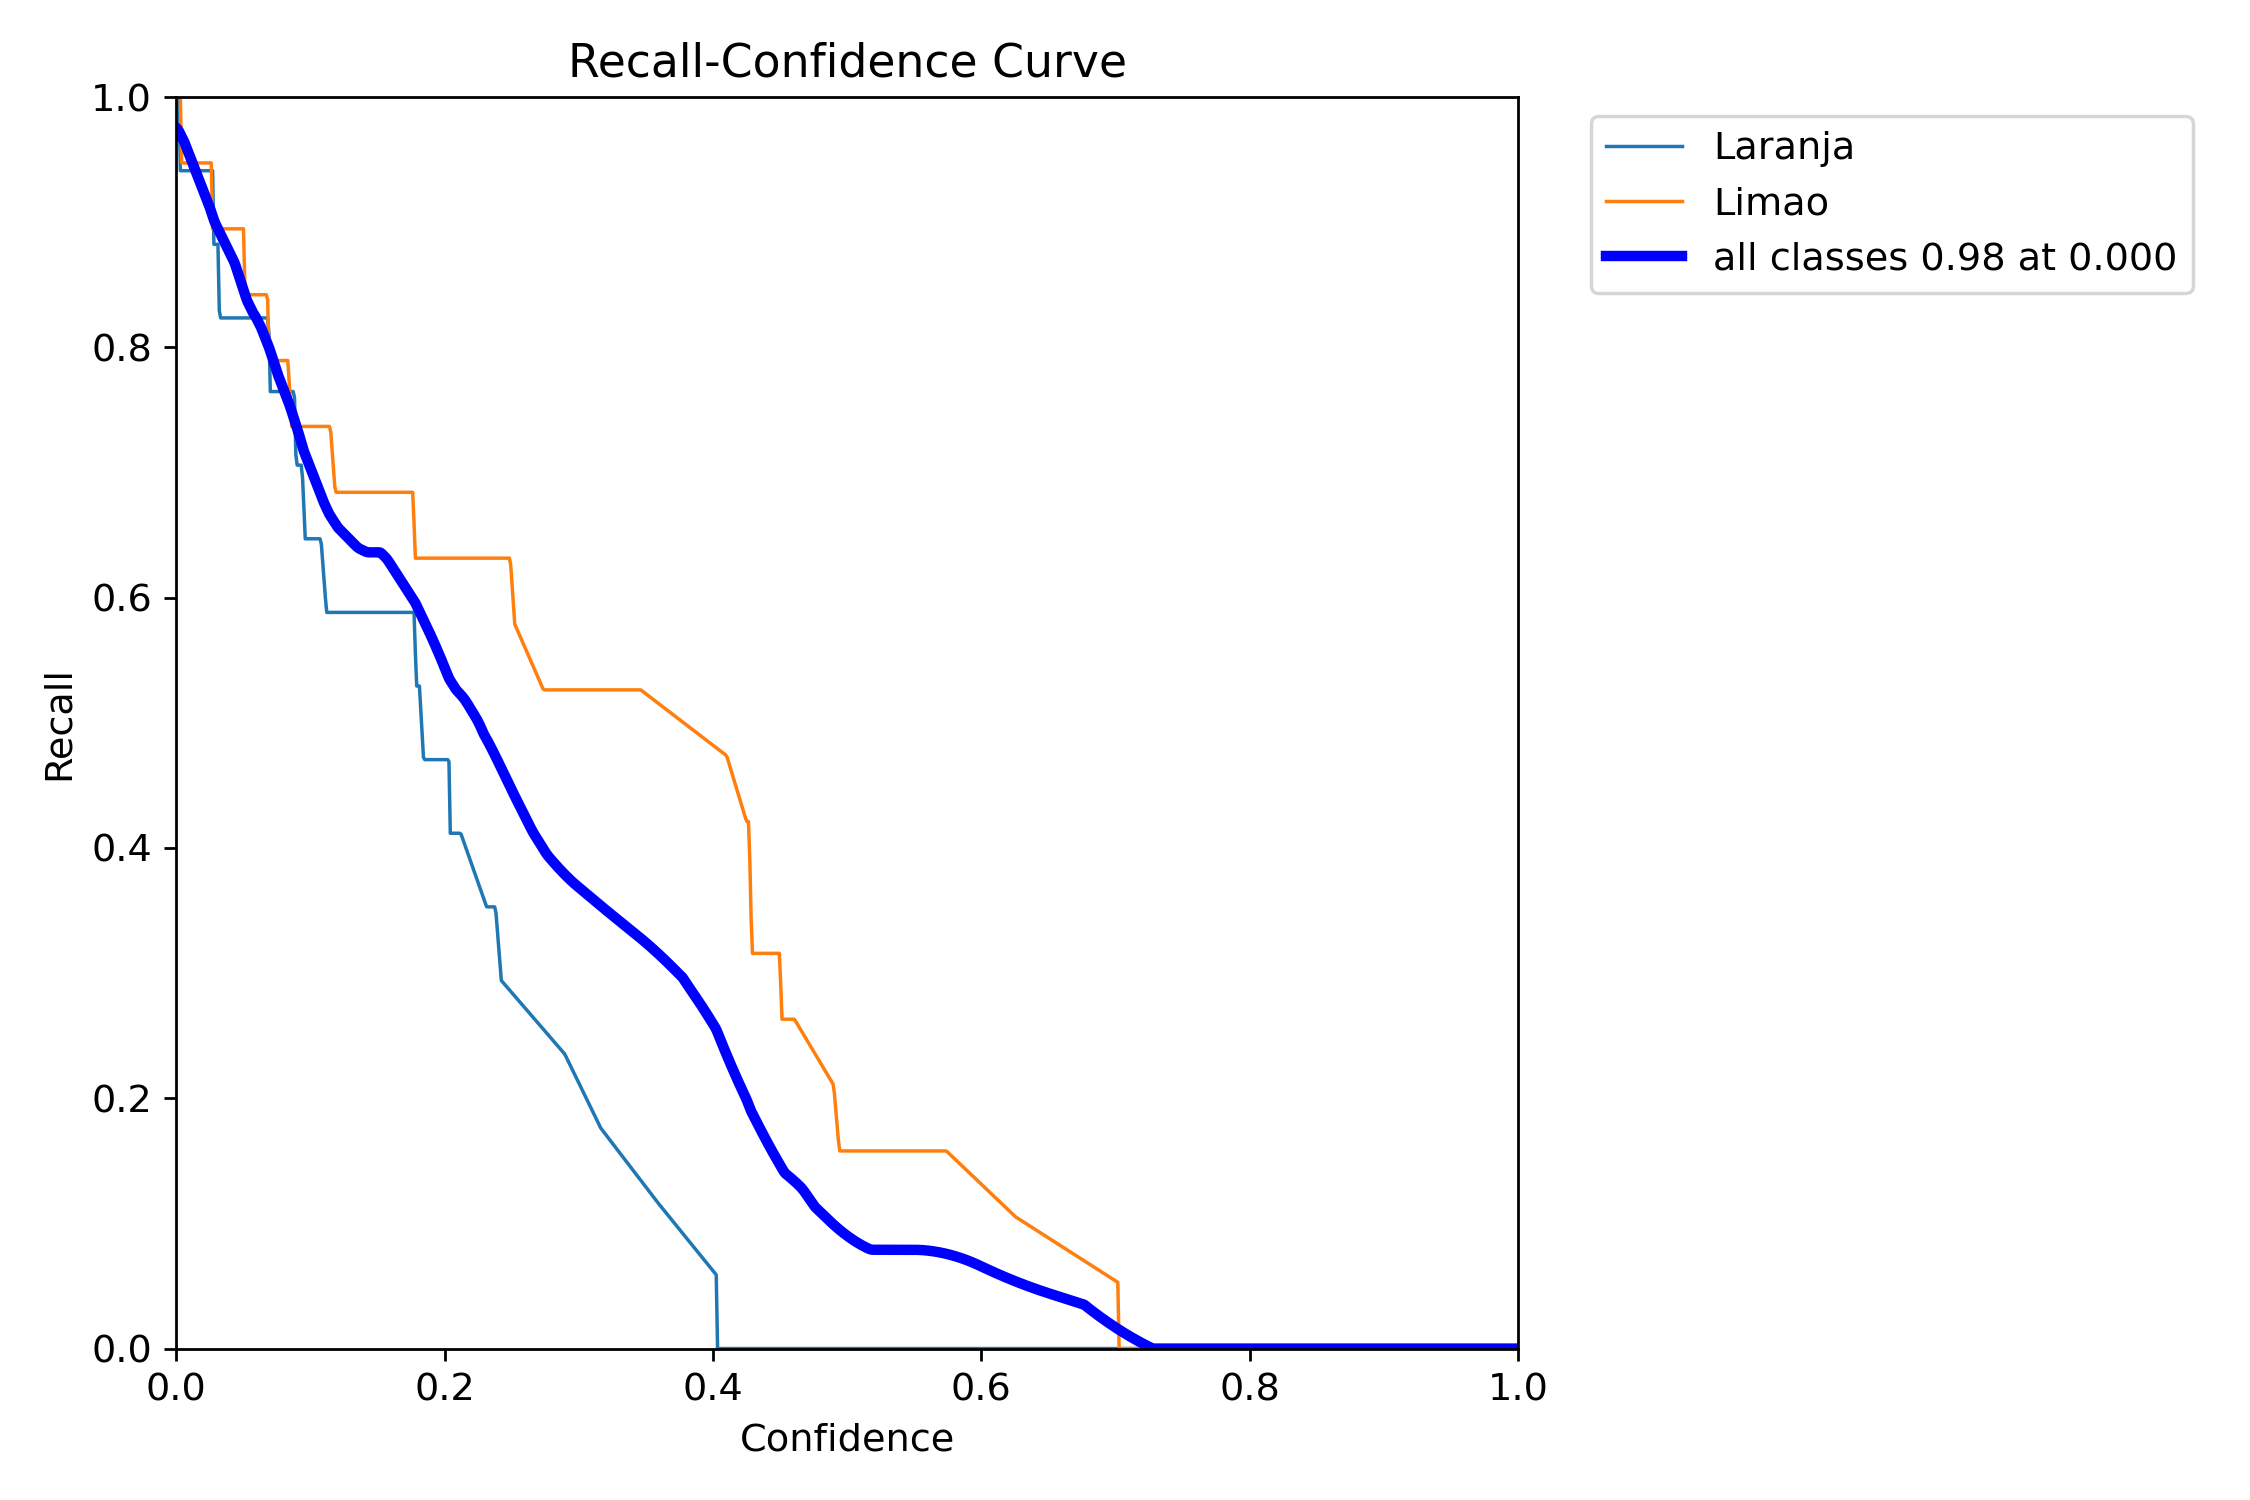 Recall-Confidence Curve
1.0
0.8
0.6
0.4
0.2
0.0
Recall
0.0 0.2 0.4 0.6 0.8 1.0
Confidence
Laranja
Limao
all classes 0.98 at 0.000